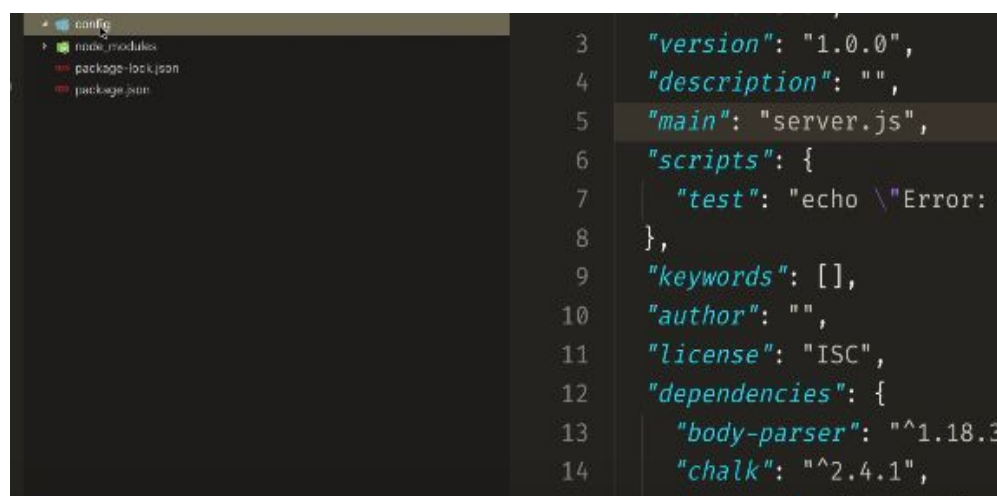 config
node_modules
package-lock.json
package.json
3 "version": "1.0.0",
4 "description": "",
5 "main": "server.js",
6 "scripts": {
7 "test": "echo \"Error:
8 },
9 "keywords": [],
10 "author": "",
11 "license": "ISC",
12 "dependencies": {
13 "body-parser": "^1.18.3
14 "chalk": "^2.4.1",